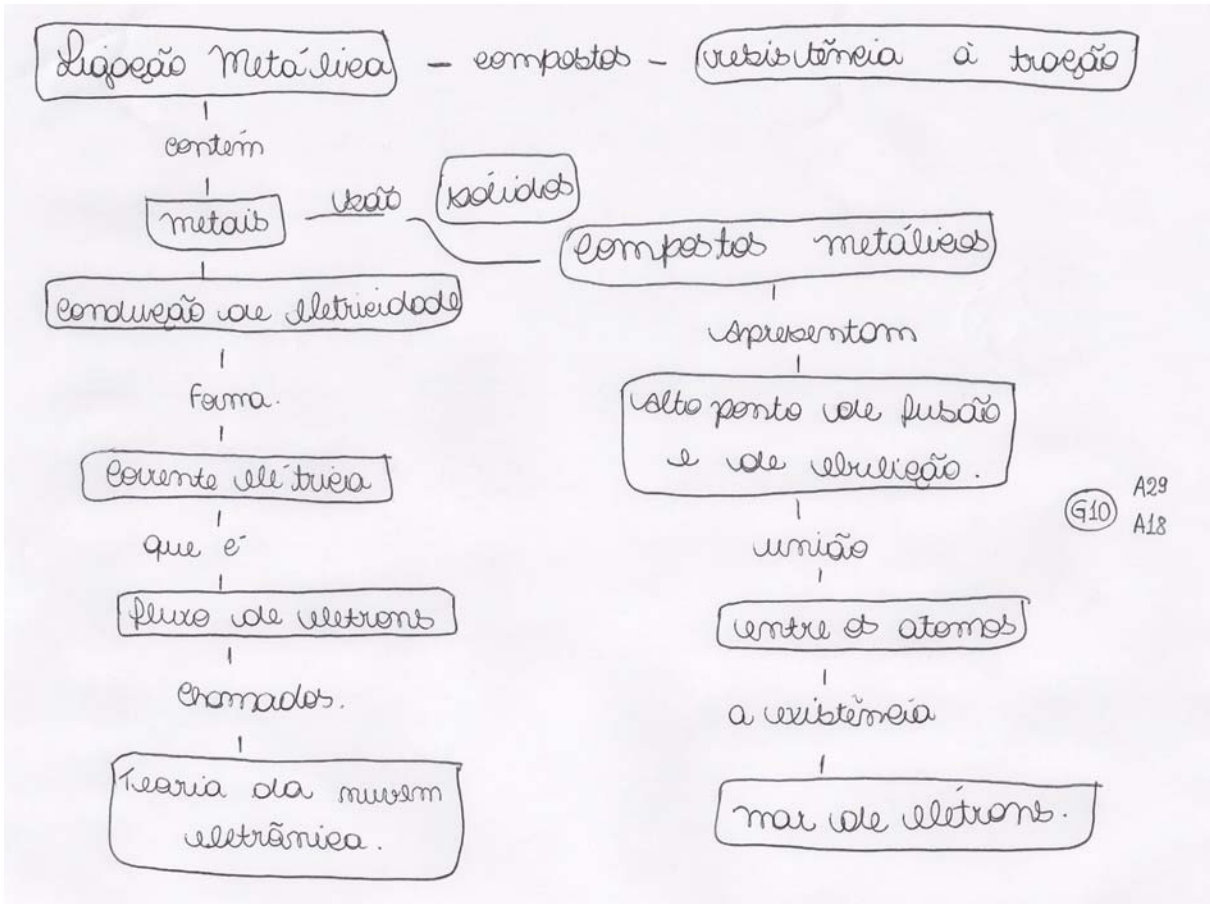 Ligação Metálica - compostos - resistência à tração
contém
metais são sólidos
compostos metálicos
condução de eletricidade
Apresentam
Forma.
alto ponto de fusão
e de ebulição.
corrente elétrica
G10 A29
A18
que é
união
fluxo de eletrons
entre os atomos
chamados.
a existência
Teoria da nuvem
eletrônica.
mar de elétrons.